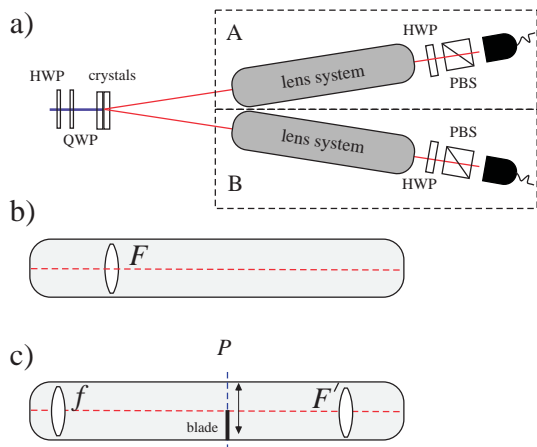 a)
A
HWP
crystals
lens system
HWP
PBS
QWP
lens system
PBS
B
HWP
b)
F
P
c)
f
F′
blade